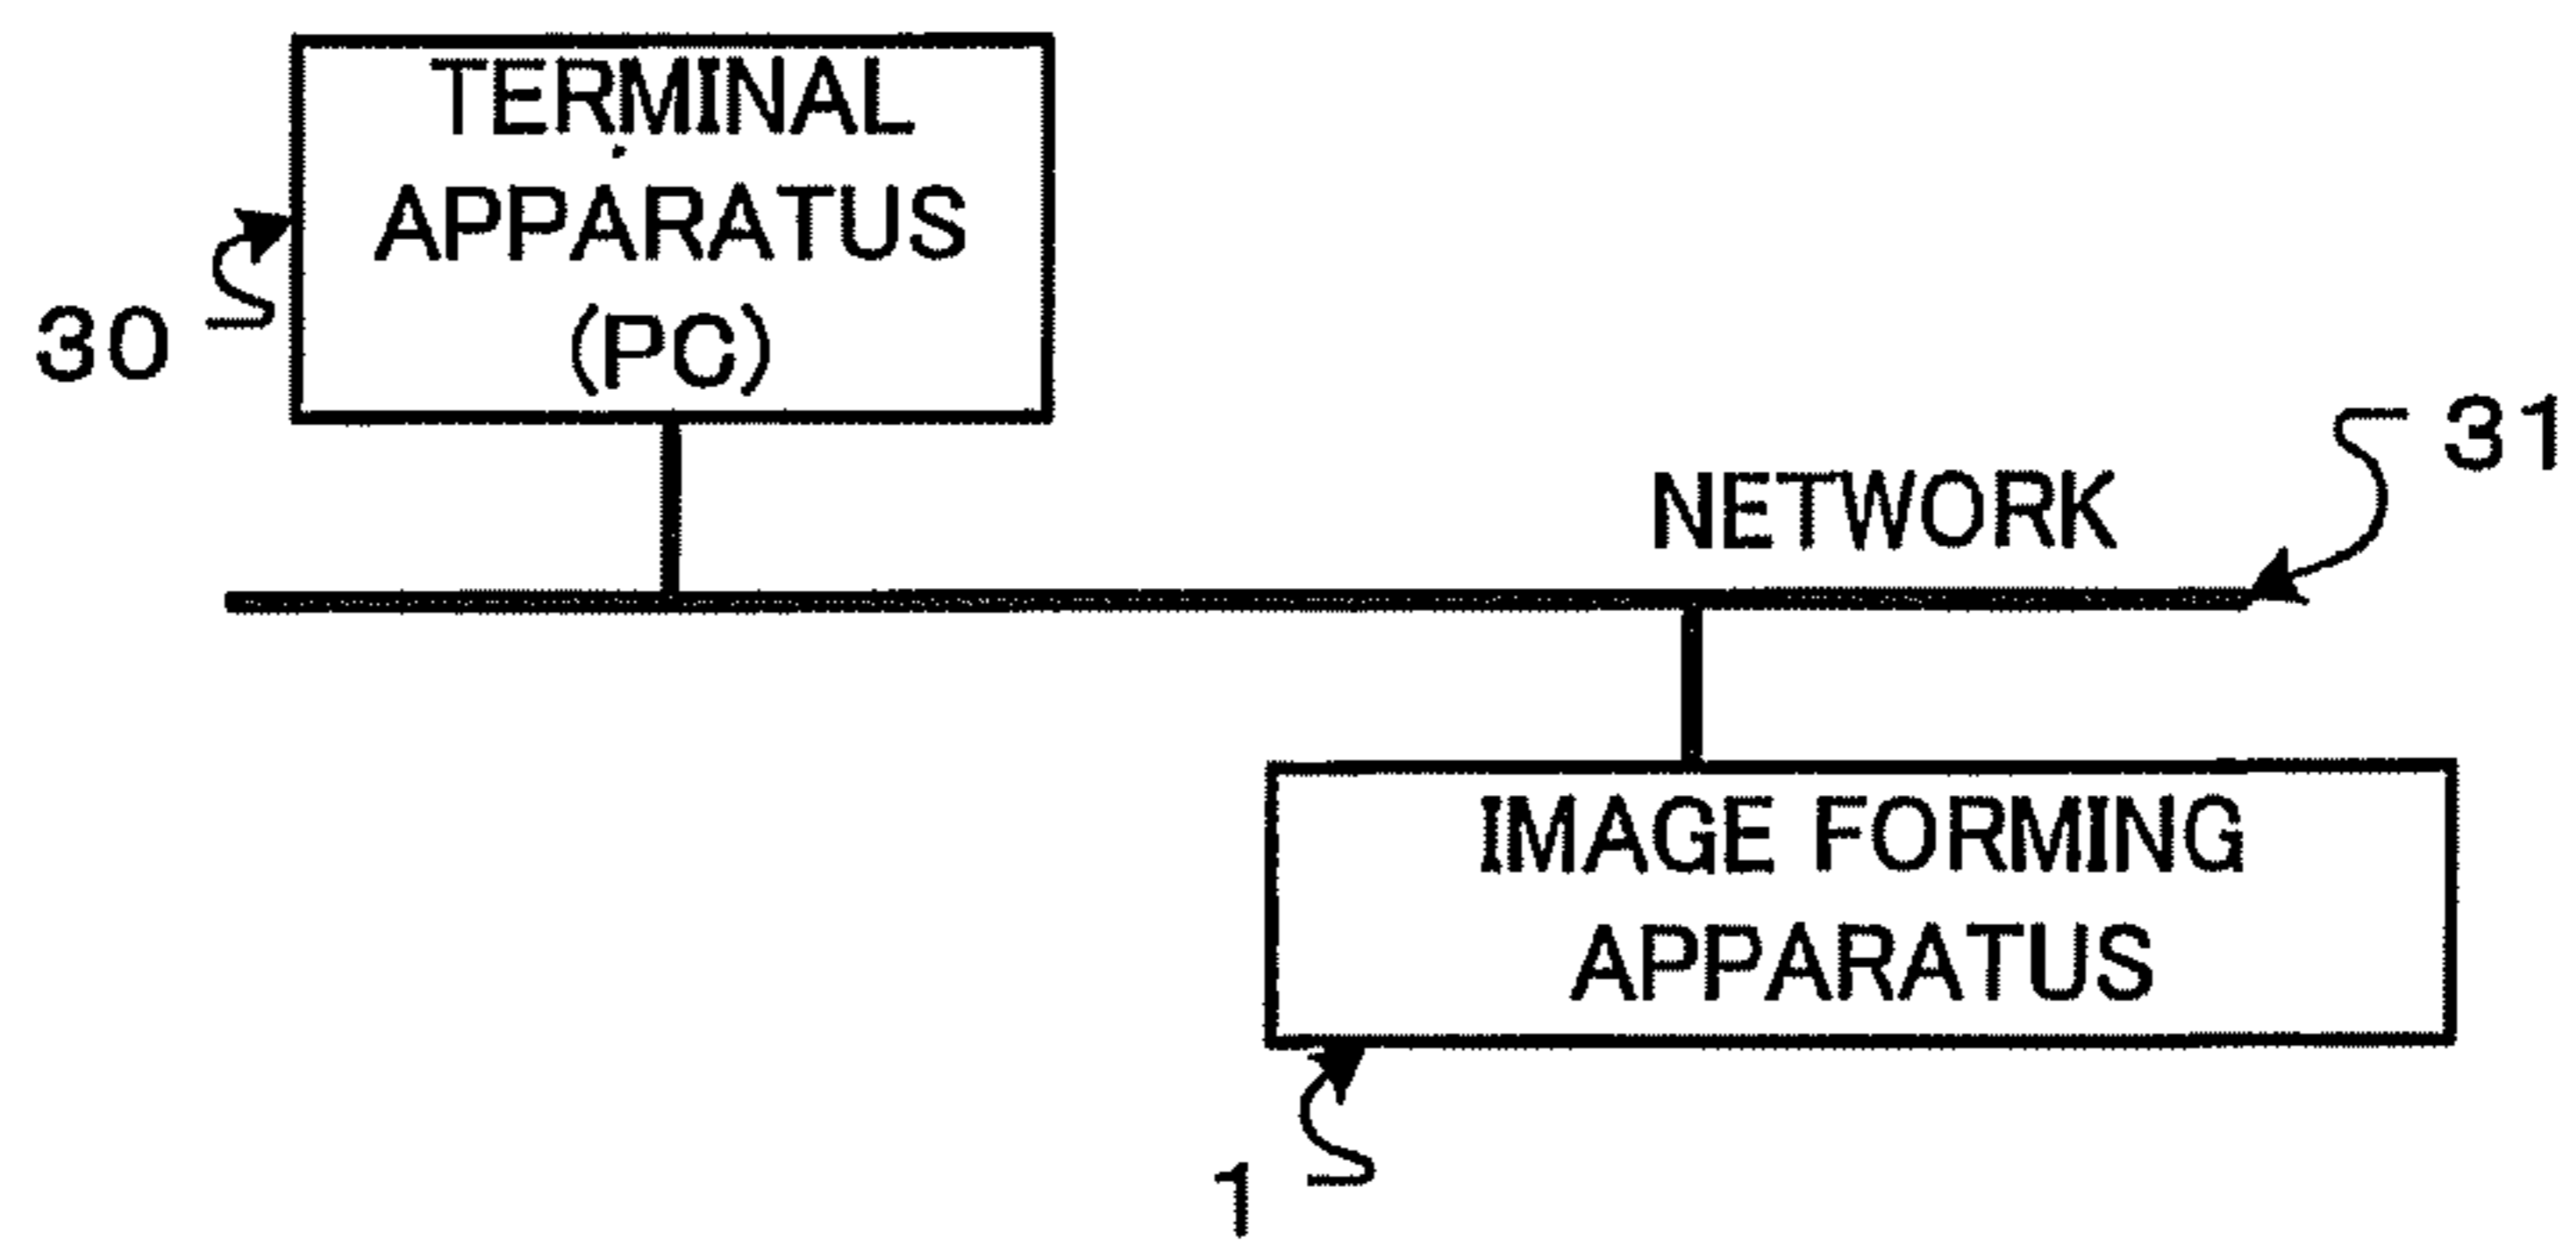 TERMINAL
APPARATUS
(PC)
30
31
NETWORK
IMAGE FORMING
APPARATUS
1